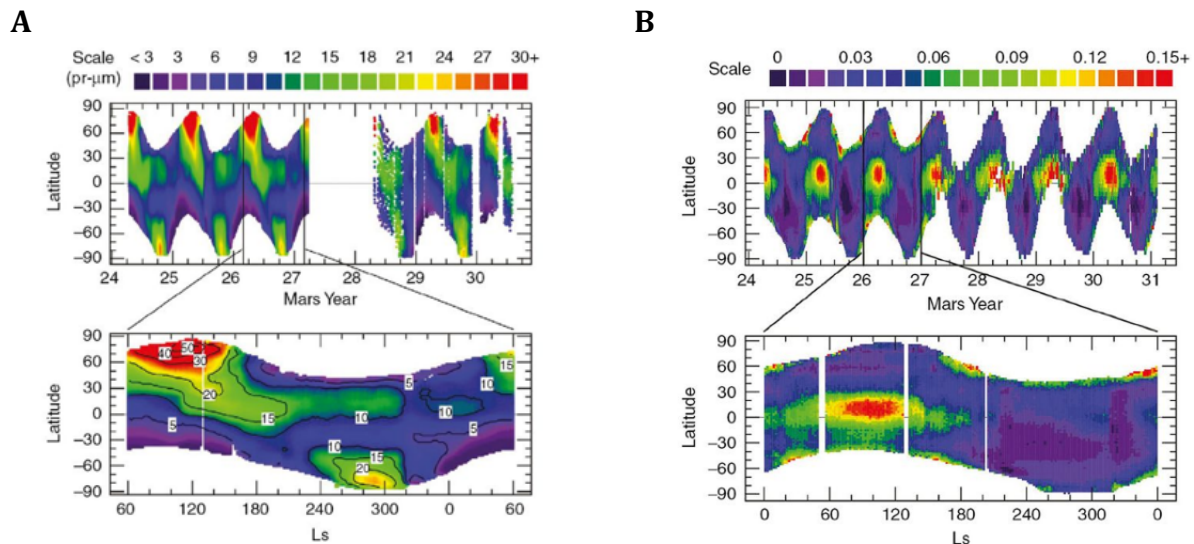 A
Scale < 3 3 6 9 12 15 18 21 24 27 30+
(pr-μm)
90
60
30
0
−30
−60
−90
Latitude
24 25 26 27 28 29 30
Mars Year
90
60
30
0
−30
−60
−90
Latitude
40 50 30 20 15 10 5 5 10 15 20 10 5 10 5 10 15
60 120 180 240 300 0 60
Ls
B
0 0.03 0.06 0.09 0.12 0.15+
Scale
90
60
30
0
−30
−60
−90
Latitude
24 25 26 27 28 29 30 31
Mars Year
90
60
30
0
−30
−60
−90
Latitude
0 60 120 180 240 300 0
Ls